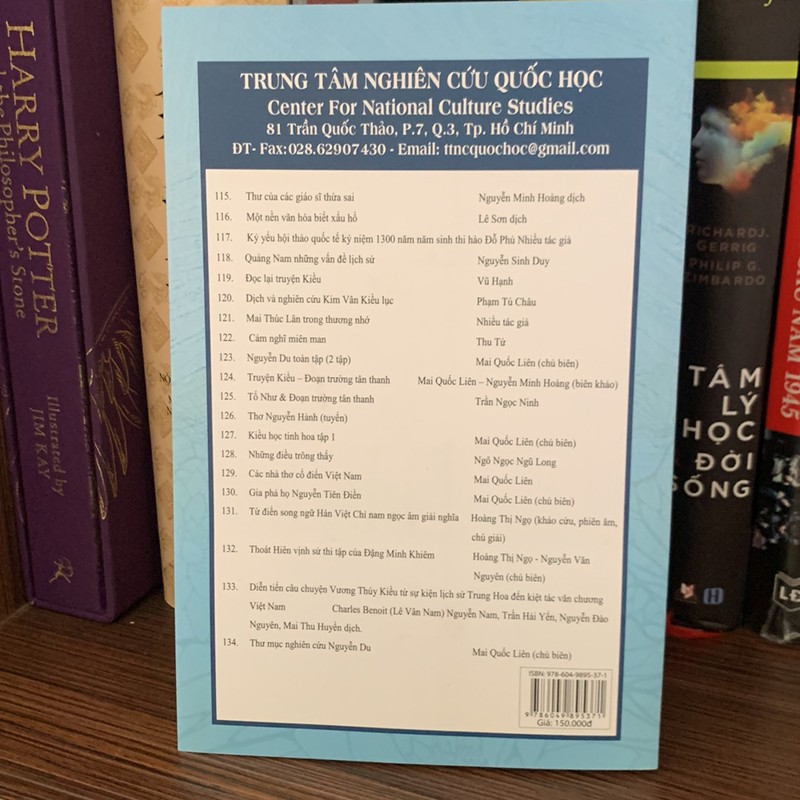 TRUNG TÂM NGHIÊN CỨU QUỐC HỌC
Center For National Culture Studies
81 Trần Quốc Thảo, P.7, Q.3, Tp. Hồ Chí Minh
ĐT- Fax:028.62907430 - Email: ttncquochoc@gmail.com
115. Thư của các giáo sĩ thừa sai Nguyễn Minh Hoàng dịch
116. Một nền văn hóa biết xấu hổ Lê Sơn dịch
117. Kỷ yếu hội thảo quốc tế kỷ niệm 1300 năm năm sinh thi hào Đỗ Phủ Nhiều tác giả
118. Quảng Nam những vấn đề lịch sử Nguyễn Sinh Duy
119. Đọc lại truyện Kiều Vũ Hạnh
120. Dịch và nghiên cứu Kim Vân Kiều lục Phạm Tú Châu
121. Mai Thúc Lân trong thương nhớ Nhiều tác giả
122. Cảm nghĩ miên man Thu Tứ
123. Nguyễn Du toàn tập (2 tập) Mai Quốc Liên (chủ biên)
124. Truyện Kiều – Đoạn trường tân thanh Mai Quốc Liên – Nguyễn Minh Hoàng (biên khảo)
125. Tố Như & Đoạn trường tân thanh Trần Ngọc Ninh
126. Thơ Nguyễn Hành (tuyển)
127. Kiều học tinh hoa tập 1 Mai Quốc Liên (chủ biên)
128. Những điều trông thấy Ngô Ngọc Ngũ Long
129. Các nhà thơ cổ điển Việt Nam Mai Quốc Liên
130. Gia phả họ Nguyễn Tiên Điền Mai Quốc Liên (chủ biên)
131. Từ điển song ngữ Hán Việt Chỉ nam ngọc âm giải nghĩa Hoàng Thị Ngọ (khảo cứu, phiên âm,
chú giải)
132. Thoát Hiên vịnh sử thi tập của Đặng Minh Khiêm Hoàng Thị Ngọ - Nguyễn Văn
Nguyên (chủ biên)
133. Diễn tiến câu chuyện Vương Thúy Kiều từ sự kiện lịch sử Trung Hoa đến kiệt tác văn chương
Việt Nam Charles Benoit (Lê Vân Nam) Nguyễn Nam, Trần Hải Yến, Nguyễn Đào
Nguyên, Mai Thu Huyền dịch.
134. Thư mục nghiên cứu Nguyễn Du Mai Quốc Liên (chủ biên)
ISBN: 978-604-9895-37-1
9 786049 895371
Giá: 150.000đ
HARRY POTTER
the Philosopher's Stone
Illustrated by
JIM KAY
RICHARD J.
GERRIG
PHILIP G.
ZIMBARDO
TÂM
LÝ
HỌC
ĐỜI
SỐNG
NĂM 1945